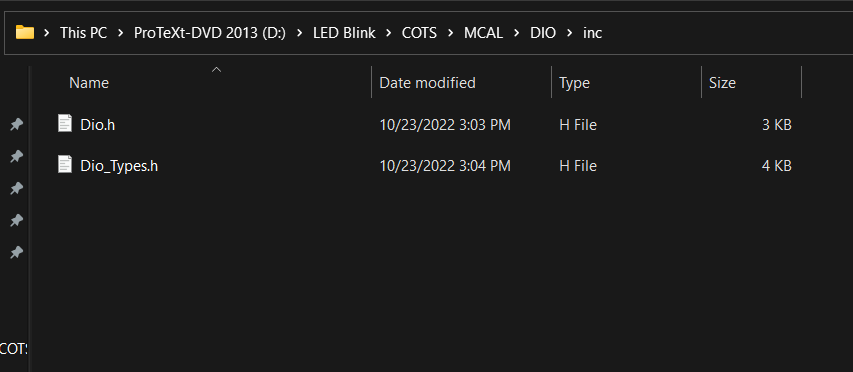 This PC > ProTeXt-DVD 2013 (D:) > LED Blink > COTS > MCAL > DIO > inc
Name Date modified Type Size
Dio.h 10/23/2022 3:03 PM H File 3 KB
Dio_Types.h 10/23/2022 3:04 PM H File 4 KB
COTS